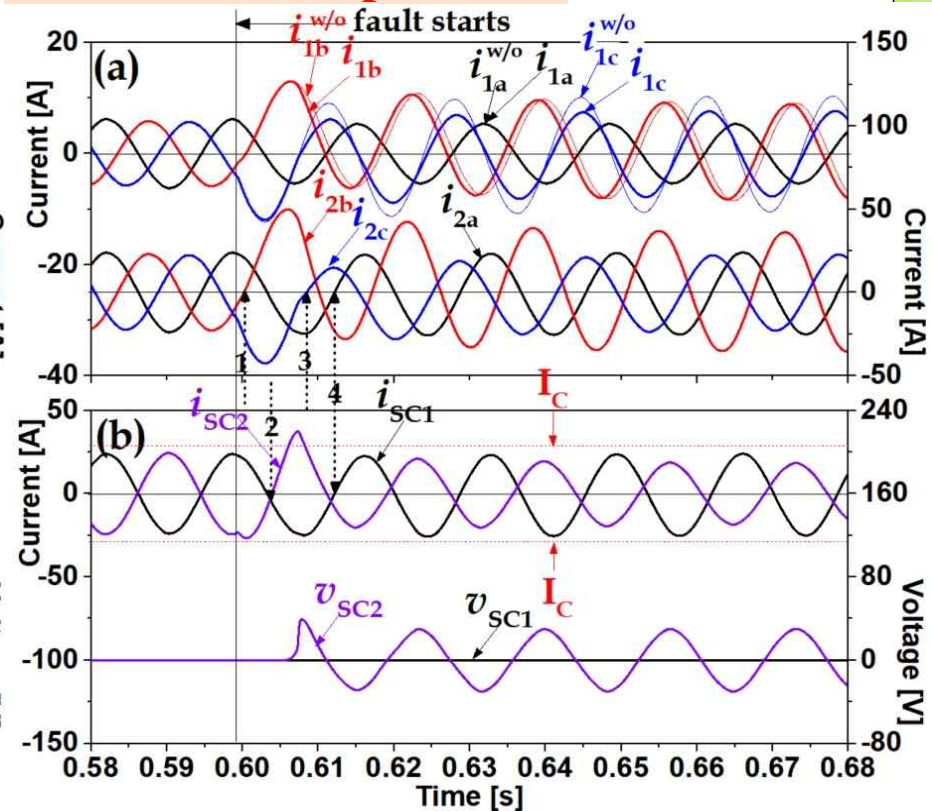 fault starts
(a)
i1b w/o
i1b
i1a w/o
i1a
i1c w/o
i1c
i2b
i2c
i2a
20
0
-20
-40
Current [A]
150
100
50
0
-50
Current [A]
1
2
3
4
(b)
iSC2
iSC1
IC
IC
vSC2
vSC1
50
0
-50
-100
-150
Current [A]
240
160
80
0
-80
Voltage [V]
0.58 0.59 0.60 0.61 0.62 0.63 0.64 0.65 0.66 0.67 0.68
Time [s]